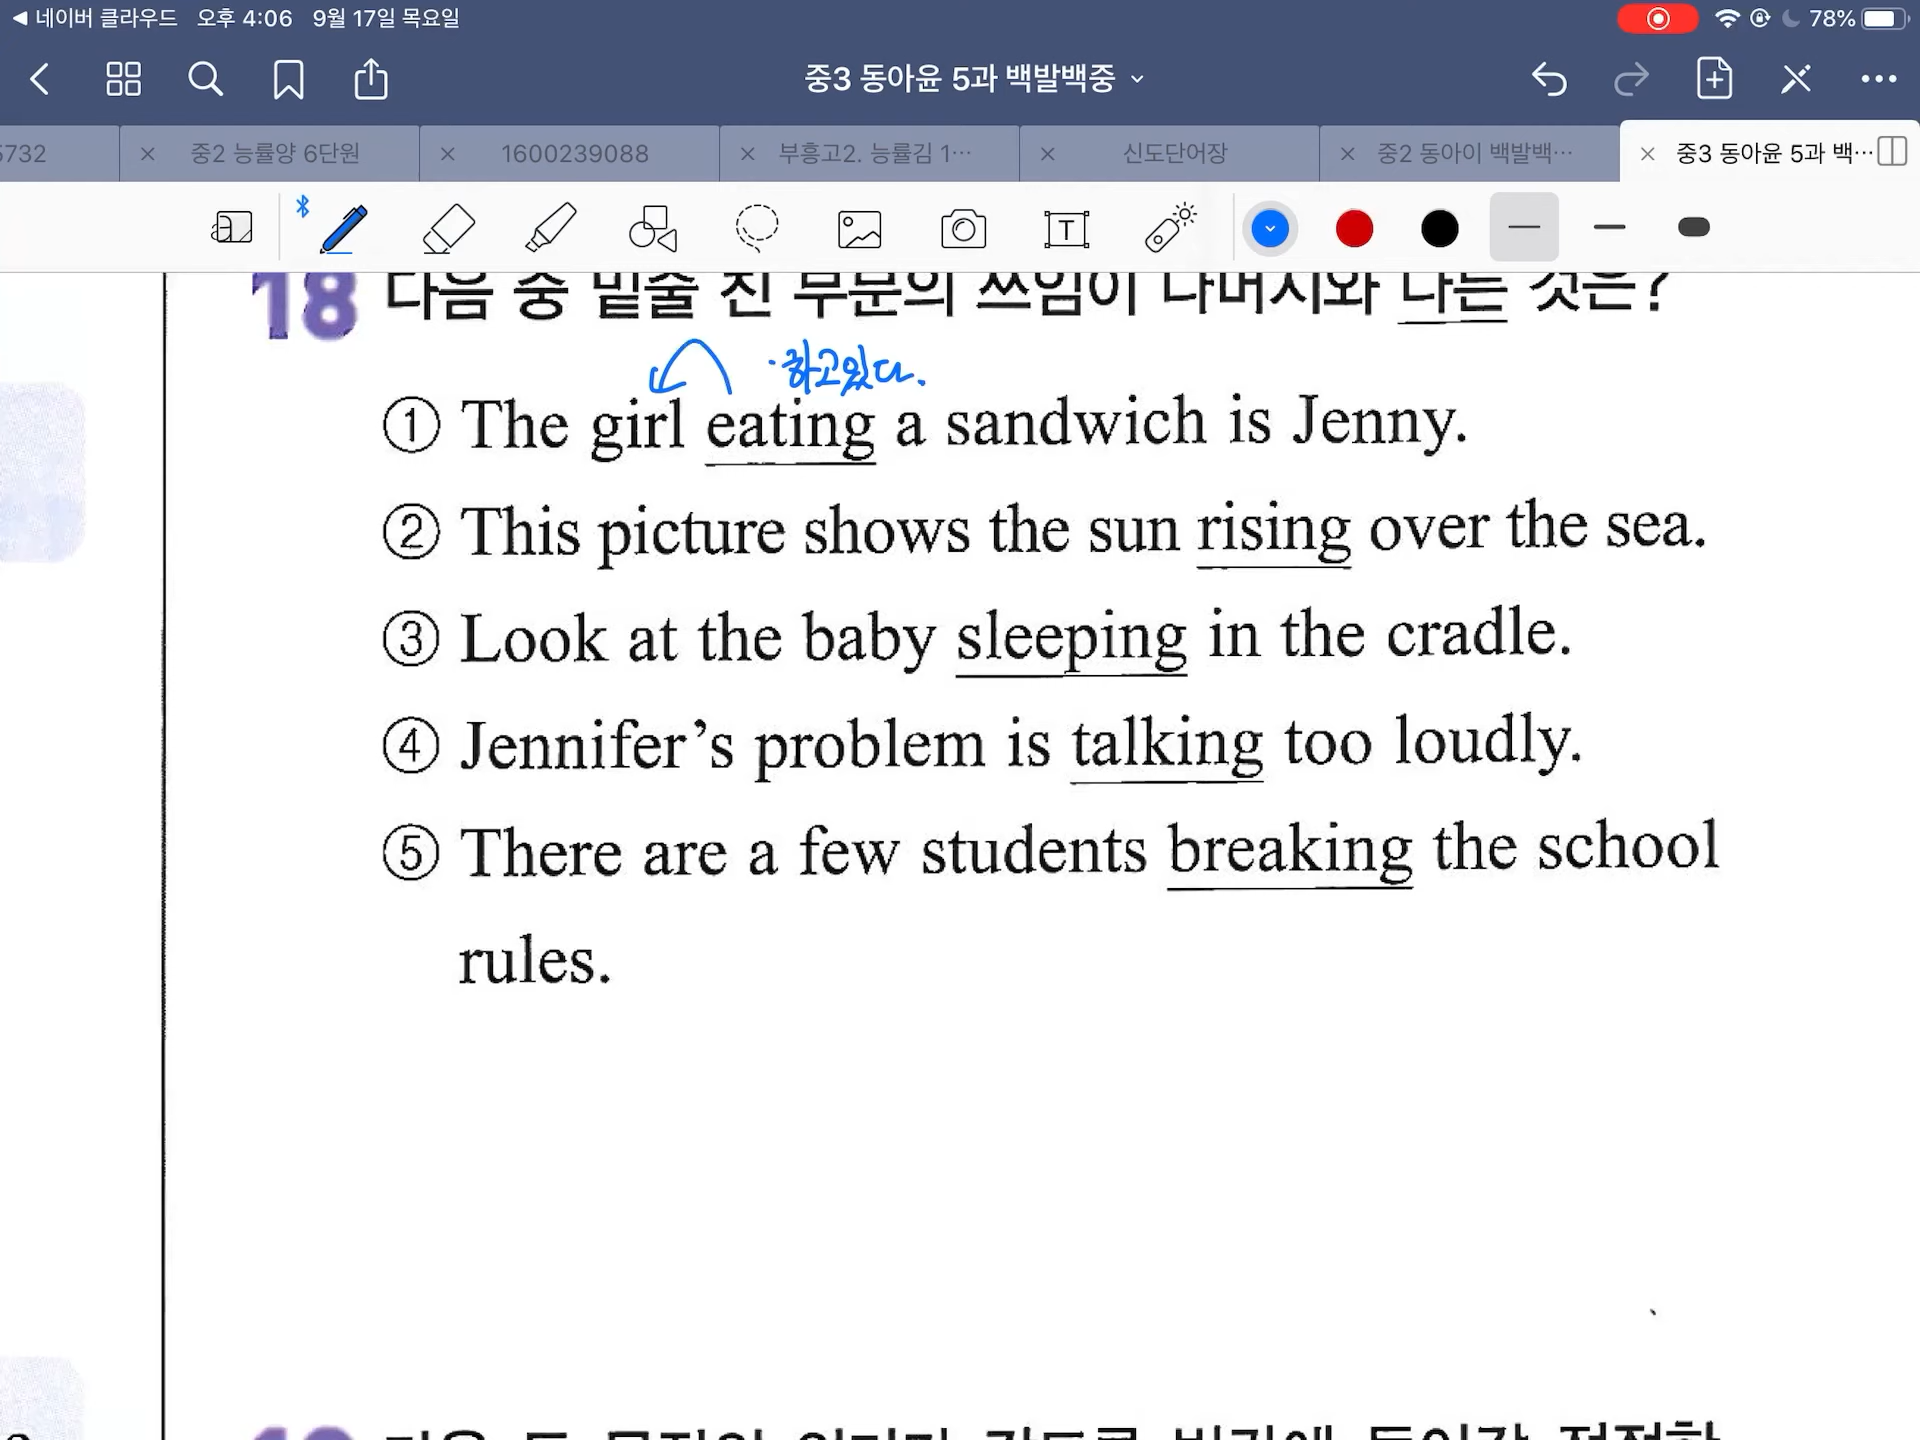 ◀ 네이버 클라우드 오후 4:06 9월 17일 목요일 78%
중3 동아윤 5과 백발백중
5732 × 중2 능률양 6단원 × 1600239088 × 부흥고2. 능률김 1… × 신도단어장 × 중2 동아이 백발백… × 중3 동아윤 5과 백…
T
18 다음 중 밑줄 친 부분의 쓰임이 나머지와 다른 것은?
·하고있다.
① The girl eating a sandwich is Jenny.
② This picture shows the sun rising over the sea.
③ Look at the baby sleeping in the cradle.
④ Jennifer's problem is talking too loudly.
⑤ There are a few students breaking the school
rules.